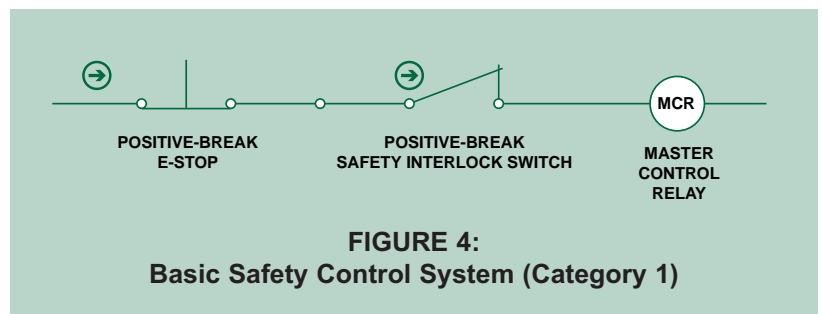 MCR
POSITIVE-BREAK
E-STOP
POSITIVE-BREAK
SAFETY INTERLOCK SWITCH
MASTER
CONTROL
RELAY
FIGURE 4:
Basic Safety Control System (Category 1)